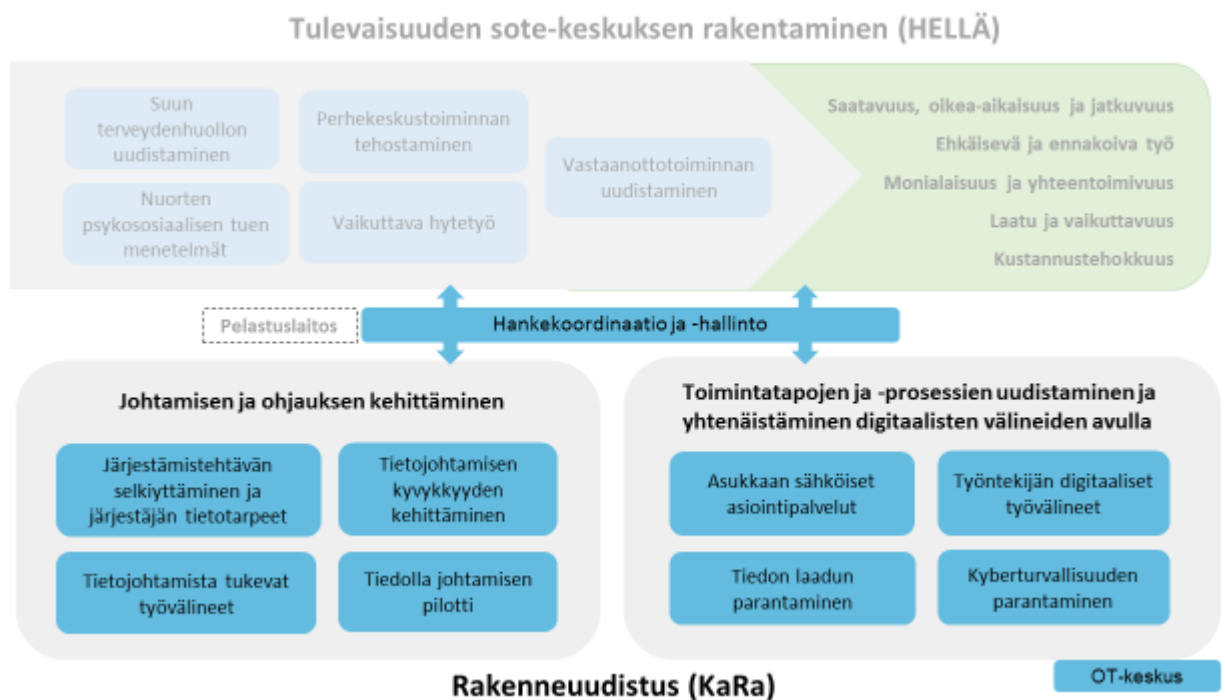 Tulevaisuuden sote-keskuksen rakentaminen (HELLÄ)
Suun
terveydenhuollon
uudistaminen
Perhekeskustoiminnan
tehostaminen
Nuorten
psykososiaalisen tuen
menetelmät
Vaikuttava hytetyö
Vastaanottotoiminnan
uudistaminen
Saatavuus, oikea-aikaisuus ja jatkuvuus
Ehkäisevä ja ennakoiva työ
Monialaisuus ja yhteentoimivuus
Laatu ja vaikuttavuus
Kustannustehokkuus
Pelastuslaitos
Hankekoordinaatio ja -hallinto
Johtamisen ja ohjauksen kehittäminen
Järjestämistehtävän
selkiyttäminen ja
järjestäjän tietotarpeet
Tietojohtamisen
kyvykkyyden
kehittäminen
Tietojohtamista tukevat
työvälineet
Tiedolla johtamisen
pilotti
Toimintatapojen ja -prosessien uudistaminen ja
yhtenäistäminen digitaalisten välineiden avulla
Asukkaan sähköiset
asiointipalvelut
Työntekijän digitaaliset
työvälineet
Tiedon laadun
parantaminen
Kyberturvallisuuden
parantaminen
OT-keskus
Rakenneuudistus (KaRa)